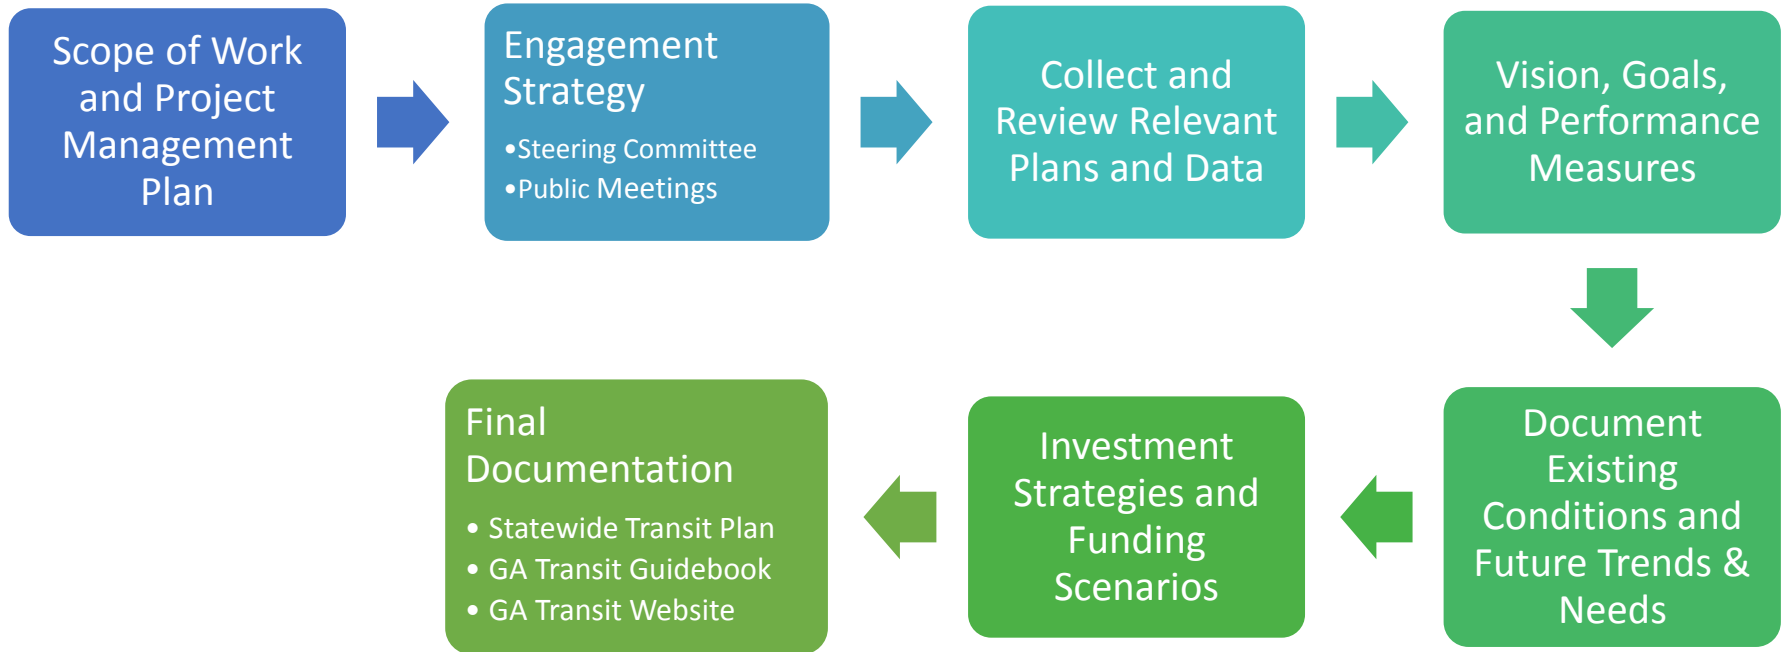 Scope of Work
and Project
Management
Plan
Engagement
Strategy
•Steering Committee
•Public Meetings
Collect and
Review Relevant
Plans and Data
Vision, Goals,
and Performance
Measures
Document
Existing
Conditions and
Future Trends &
Needs
Investment
Strategies and
Funding
Scenarios
Final
Documentation
• Statewide Transit Plan
• GA Transit Guidebook
• GA Transit Website